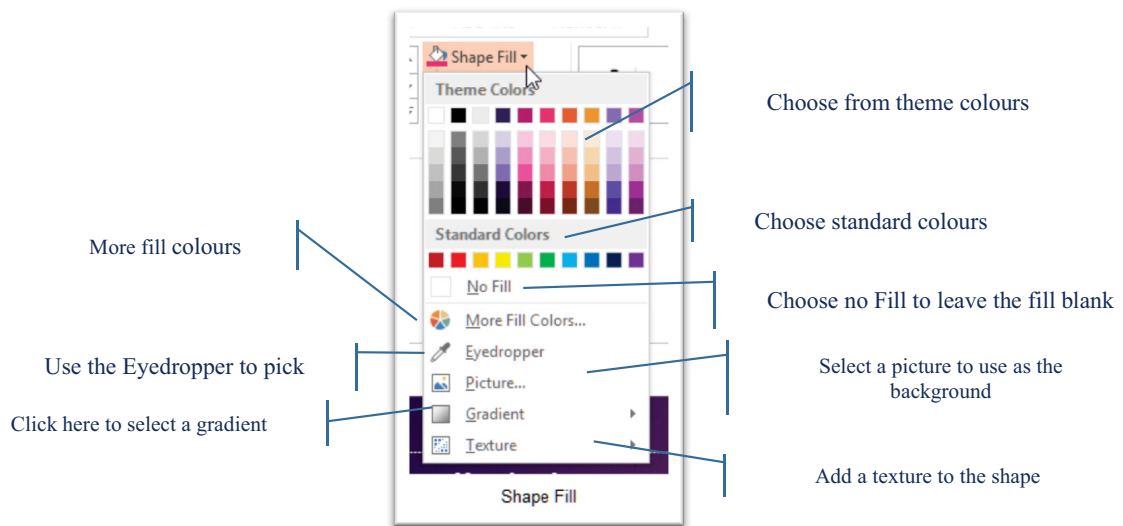 Shape Fill
Theme Colors
Choose from theme colours
Standard Colors
Choose standard colours
More fill colours
No Fill
Choose no Fill to leave the fill blank
More Fill Colors...
Use the Eyedropper to pick
Eyedropper
Select a picture to use as the
background
Picture...
Click here to select a gradient
Gradient
Texture
Add a texture to the shape
Shape Fill